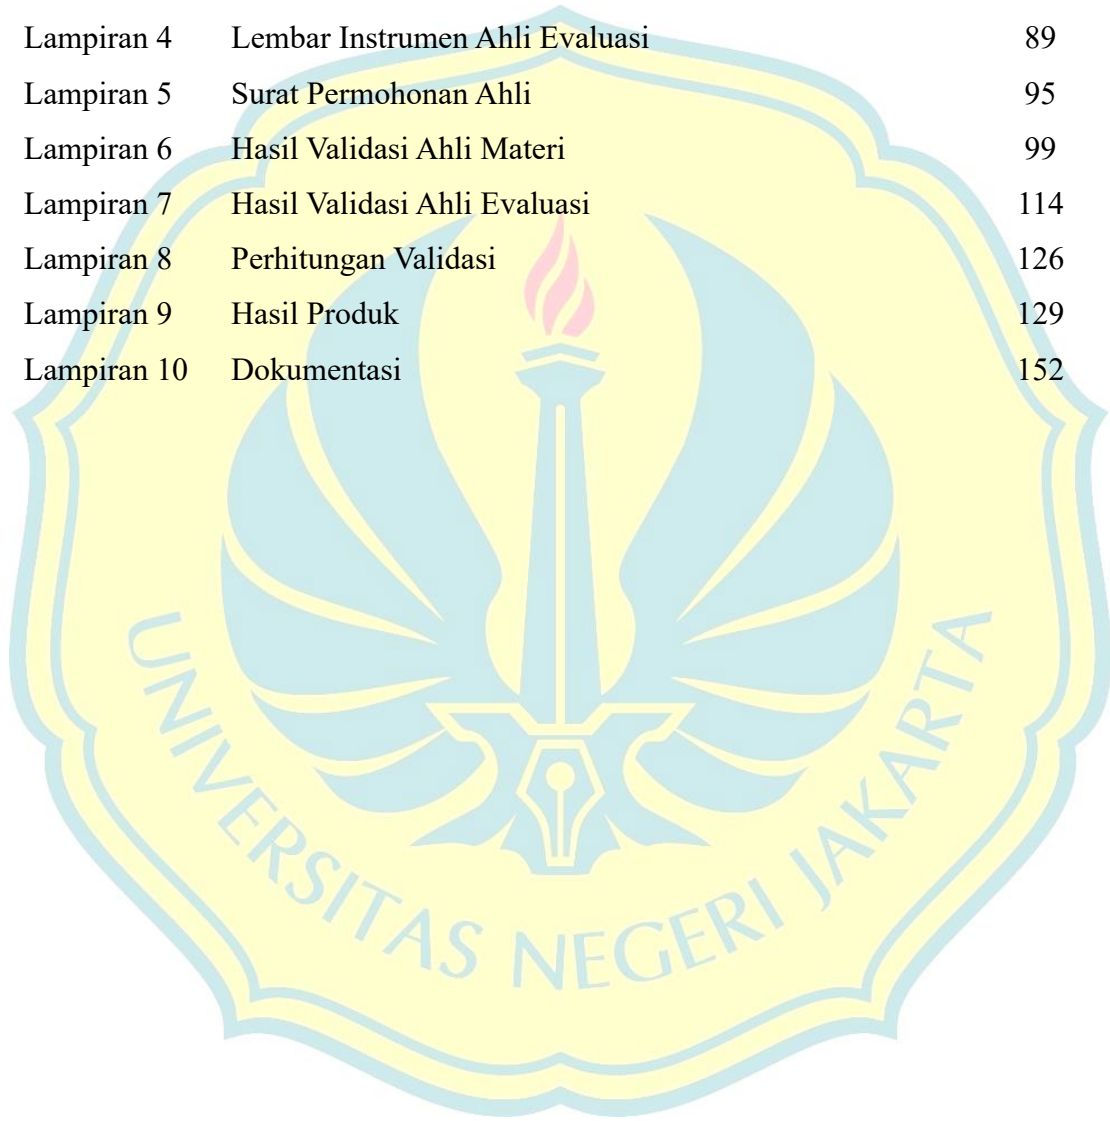 Lampiran 4 Lembar Instrumen Ahli Evaluasi 89
Lampiran 5 Surat Permohonan Ahli 95
Lampiran 6 Hasil Validasi Ahli Materi 99
Lampiran 7 Hasil Validasi Ahli Evaluasi 114
Lampiran 8 Perhitungan Validasi 126
Lampiran 9 Hasil Produk 129
Lampiran 10 Dokumentasi 152
UNIVERSITAS NEGERI JAKARTA